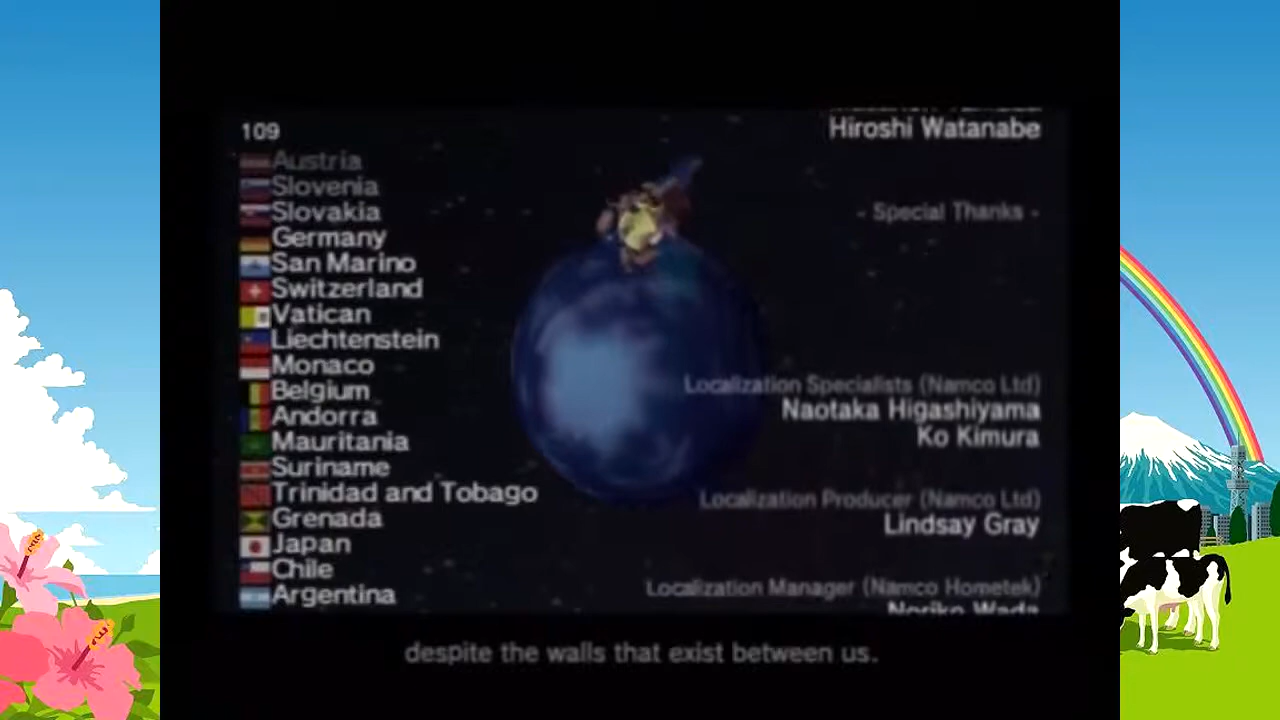 109
Austria
Slovenia
Slovakia
Germany
San Marino
Switzerland
Vatican
Liechtenstein
Monaco
Belgium
Andorra
Mauritania
Suriname
Trinidad and Tobago
Grenada
Japan
Chile
Argentina
Hiroshi Watanabe
- Special Thanks -
Localization Specialists (Namco Ltd)
Naotaka Higashiyama
Ko Kimura
Localization Producer (Namco Ltd)
Lindsay Gray
Localization Manager (Namco Hometek)
Noriko Wada
despite the walls that exist between us.